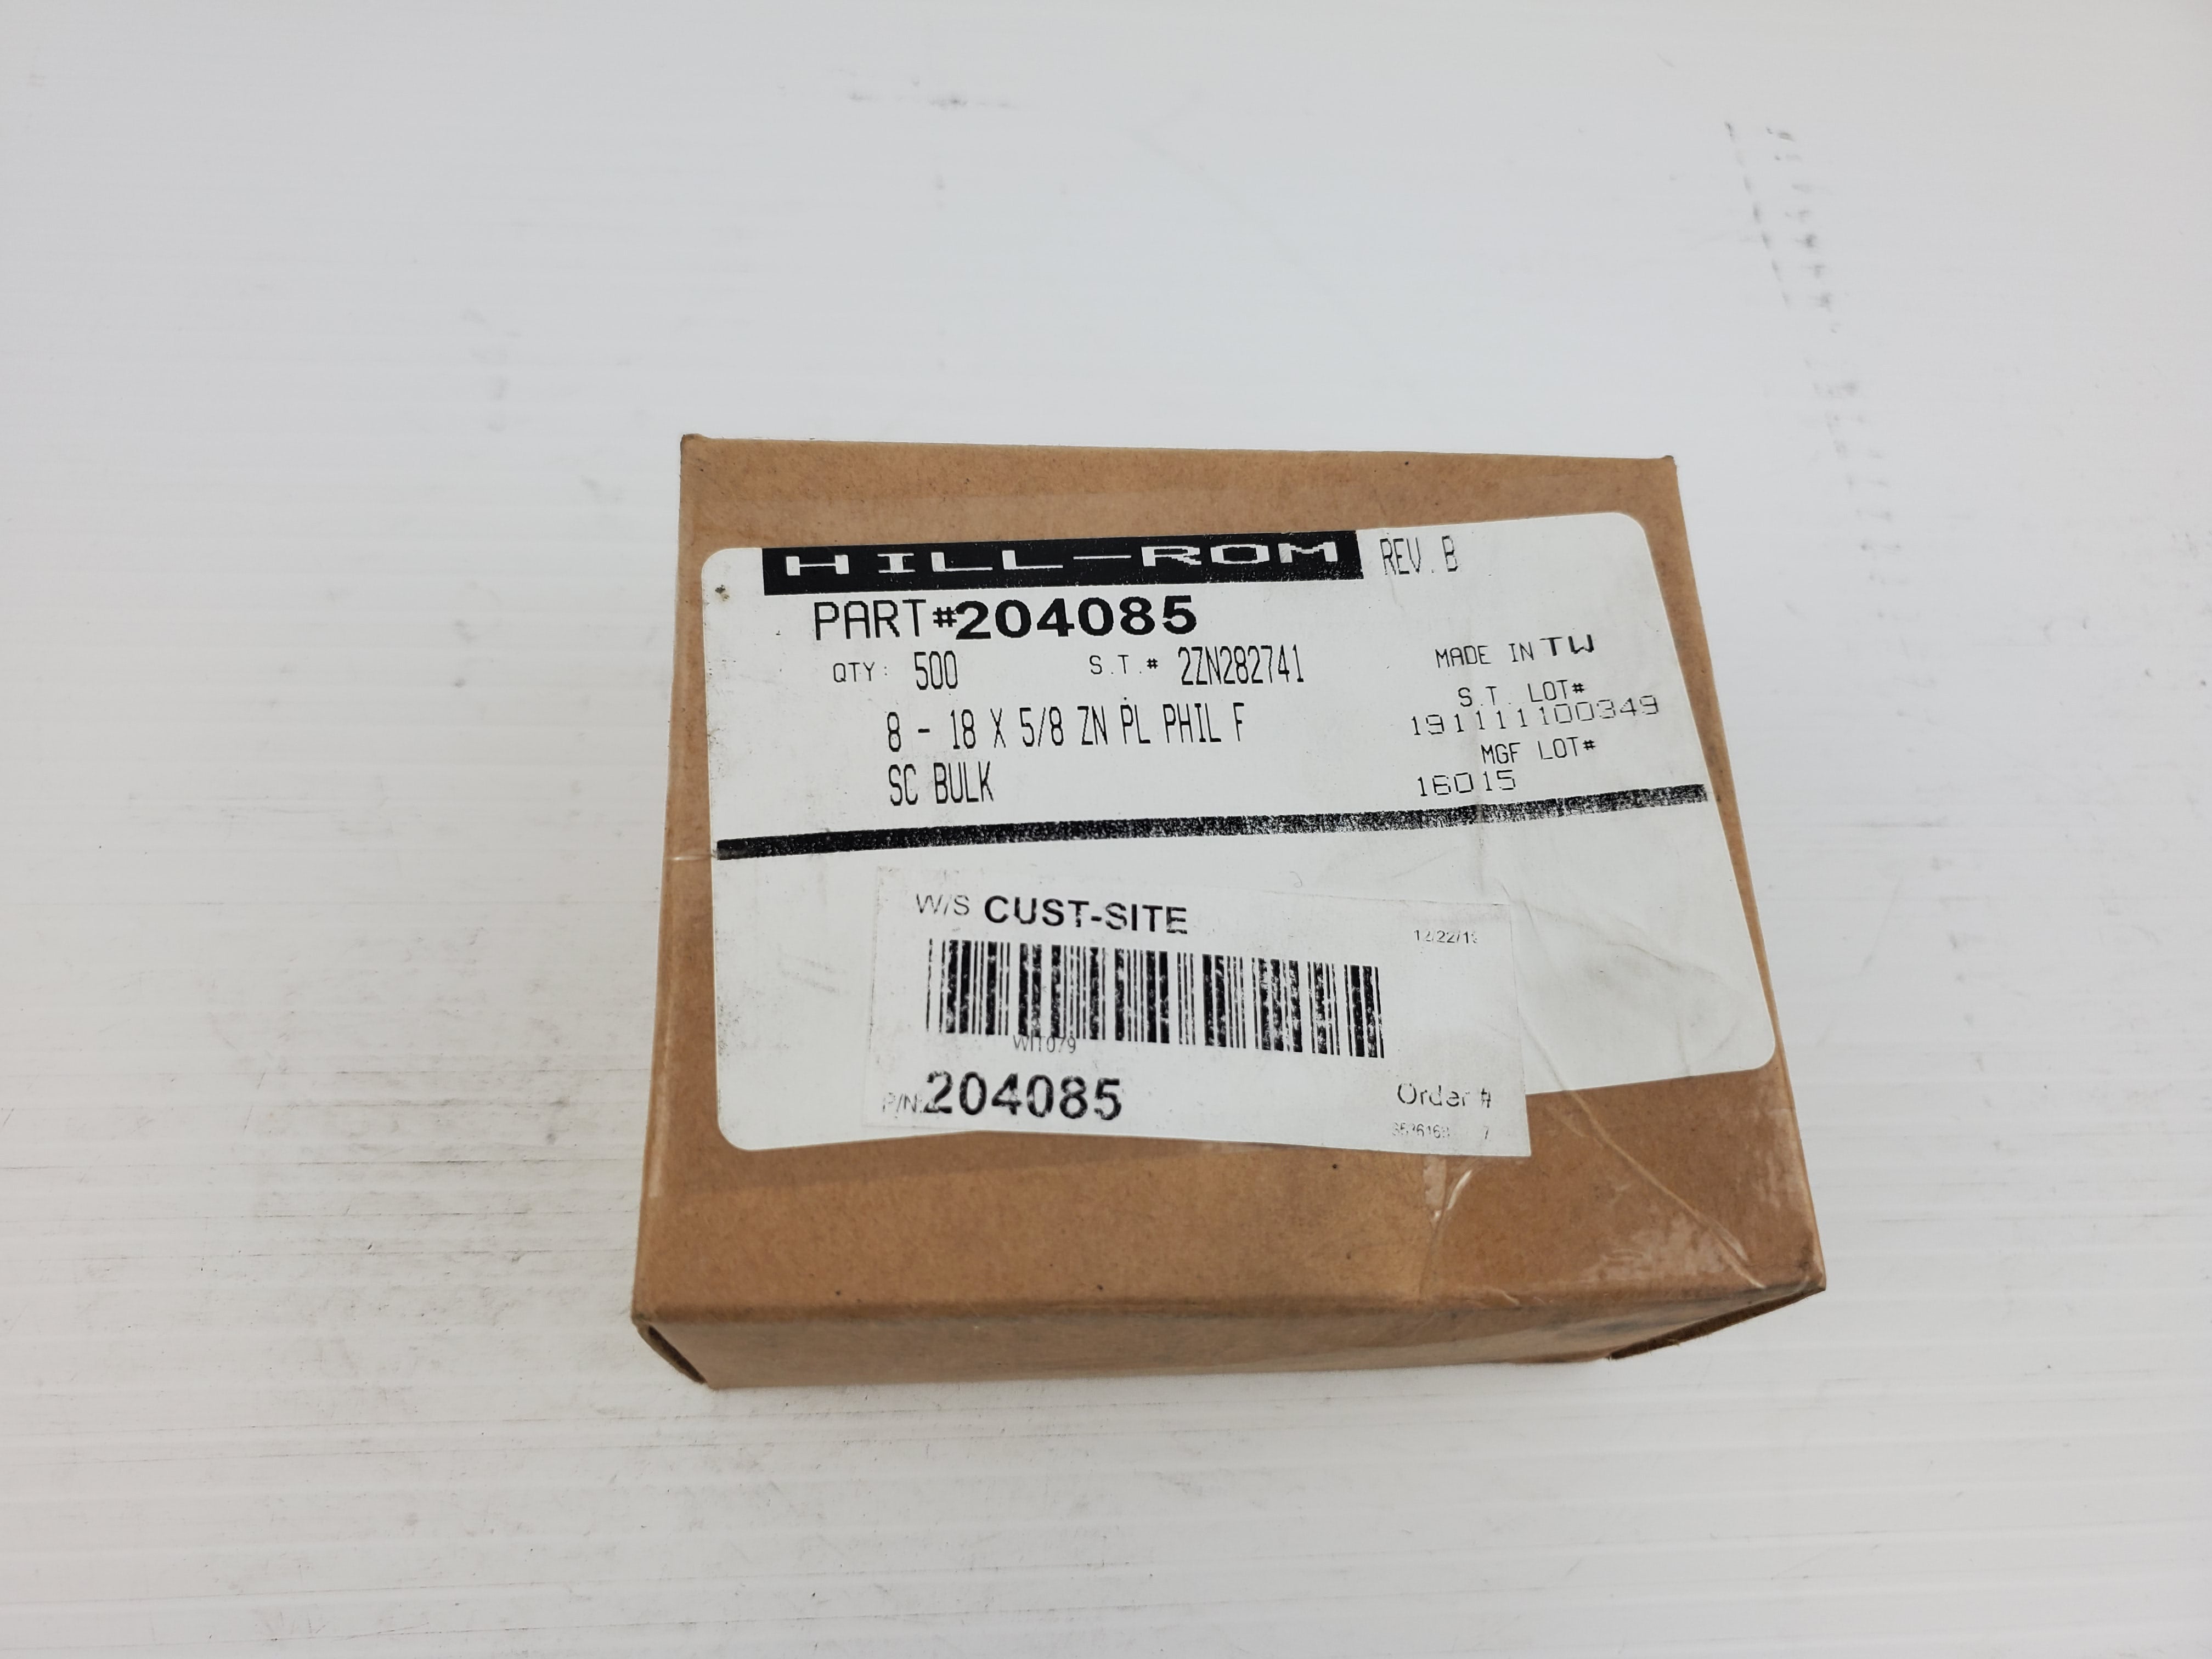 HILL-ROM REV. B
PART#204085
QTY: 500 S.T.# 2ZN282741 MADE IN TW
8 - 18 X 5/8 ZN PL PHIL F
SC BULK
S.T. LOT#
191111100349
MGF LOT#
16015
W/S CUST-SITE
WI1079
P/N: 204085
Order #